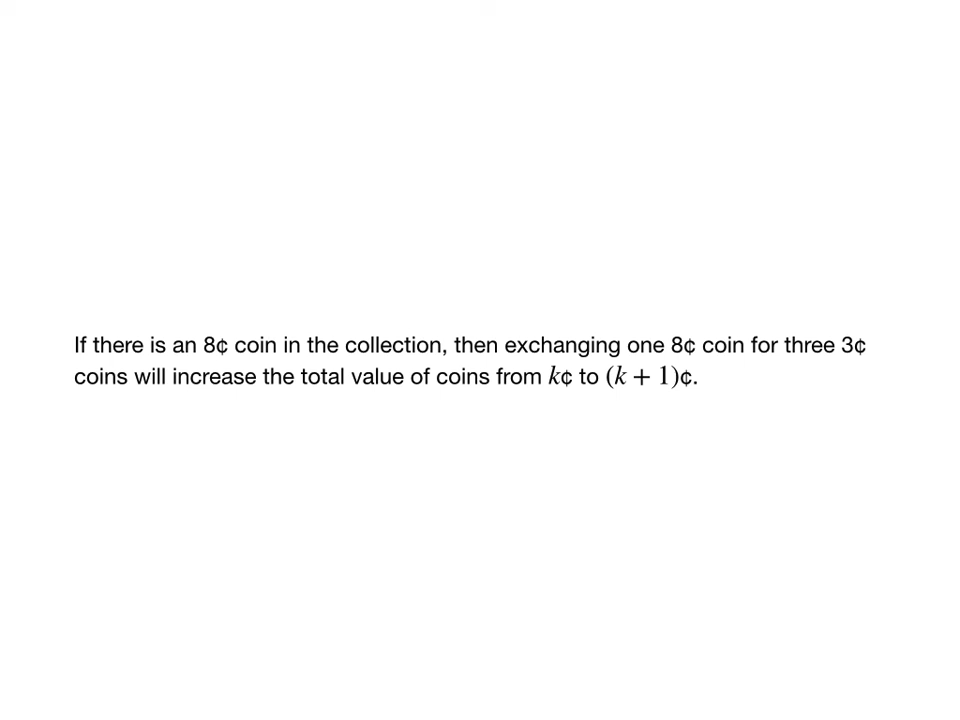 If there is an 8¢ coin in the collection, then exchanging one 8¢ coin for three 3¢
coins will increase the total value of coins from k¢ to (k + 1)¢.